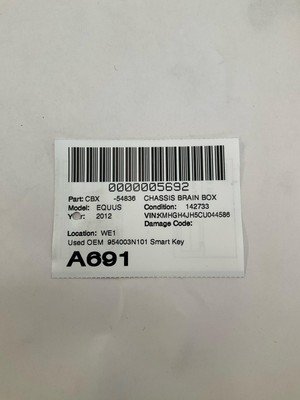 0000005692
Part: CBX -54836 CHASSIS BRAIN BOX
Model: EQUUS Condition: 142733
2012 VIN:KMHGH4JH5CU044586
Damage Code:
Location: WE1
Used OEM 954003N101 Smart Key
A691